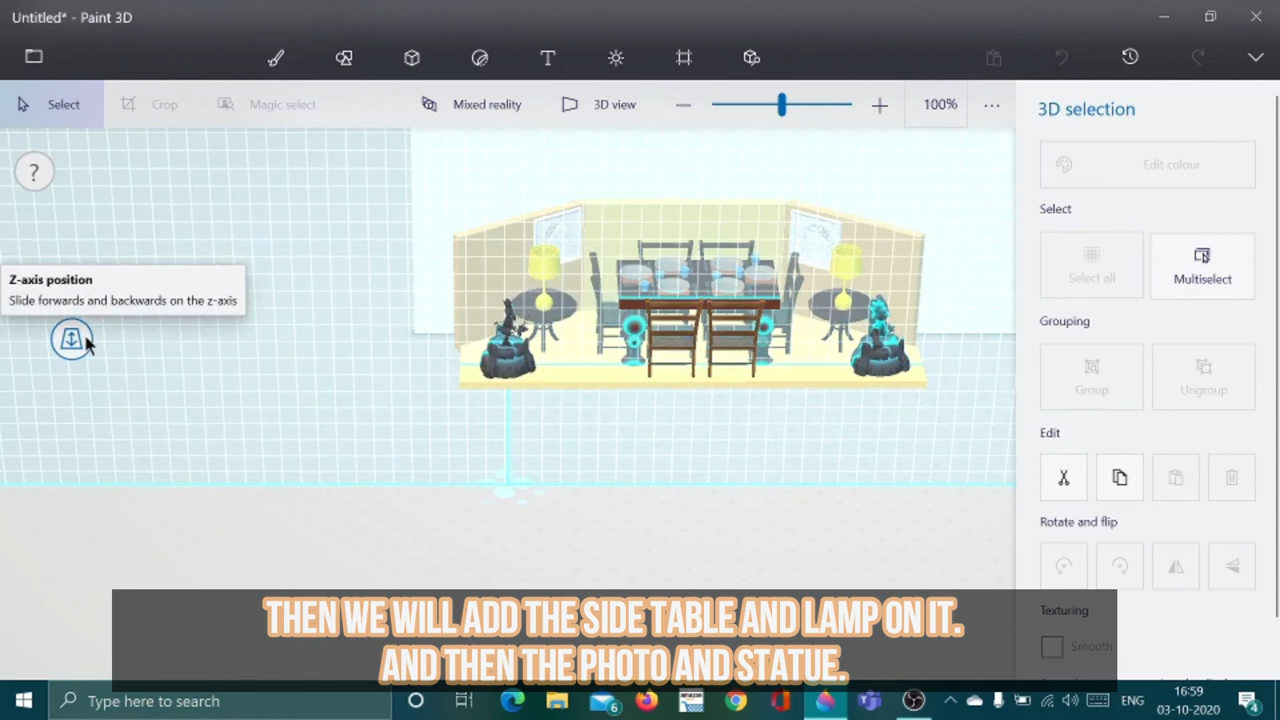 Untitled* - Paint 3D
Select
Crop
Magic select
Mixed reality
3D view
100%
3D selection
?
Edit colour
Select
Select all
Multiselect
Z-axis position
Slide forwards and backwards on the z-axis
Grouping
Group
Ungroup
Edit
Rotate and flip
Texturing
Smooth
THEN WE WILL ADD THE SIDE TABLE AND LAMP ON IT.
AND THEN THE PHOTO AND STATUE.
Type here to search
6
ENG
16:59
03-10-2020
4